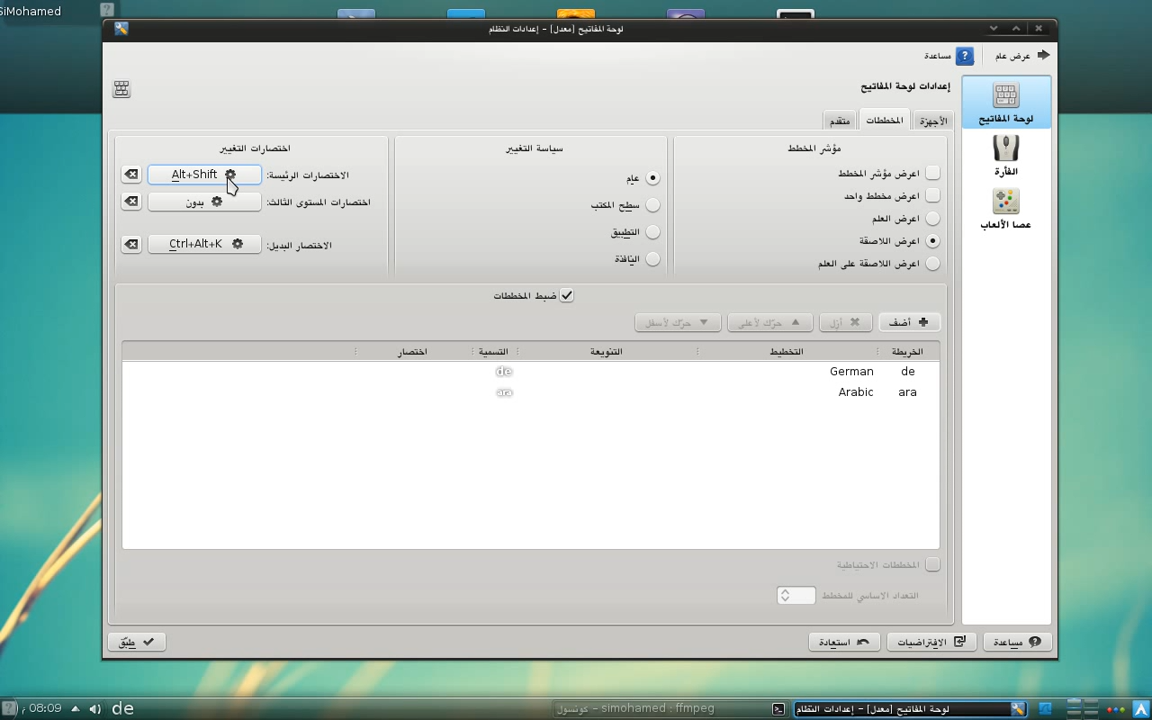 SiMohamed
لوحة المفاتيح [معدل] – إعدادات النظام
عرض عام
مساعدة
إعدادات لوحة المفاتيح
لوحة المفاتيح
الفأرة
عصا الألعاب
الأجهزة
المخططات
متقدم
مؤشر المخطط
اعرض مؤشر المخطط
اعرض مخطط واحد
اعرض العلم
اعرض اللاصقة
اعرض اللاصقة على العلم
سياسة التغيير
عام
سطح المكتب
التطبيق
النافذة
اختصارات التغيير
الاختصارات الرئيسة: Alt+Shift
اختصارات المستوى الثالث: بدون
الاختصار البديل: Ctrl+Alt+K
ضبط المخططات
أضف
أزل
حرّك لأعلى
حرّك لأسفل
الخريطة التخطيط التنويعة التسمية اختصار
de German de
ara Arabic ara
المخططات الاحتياطية
التعداد الاساسي للمخطط
مساعدة
الافتراضيات
استعادة
طبّق
لوحة المفاتيح [معدل] – إعدادات النظام
simohamed : ffmpeg – كونسول
de
08:09